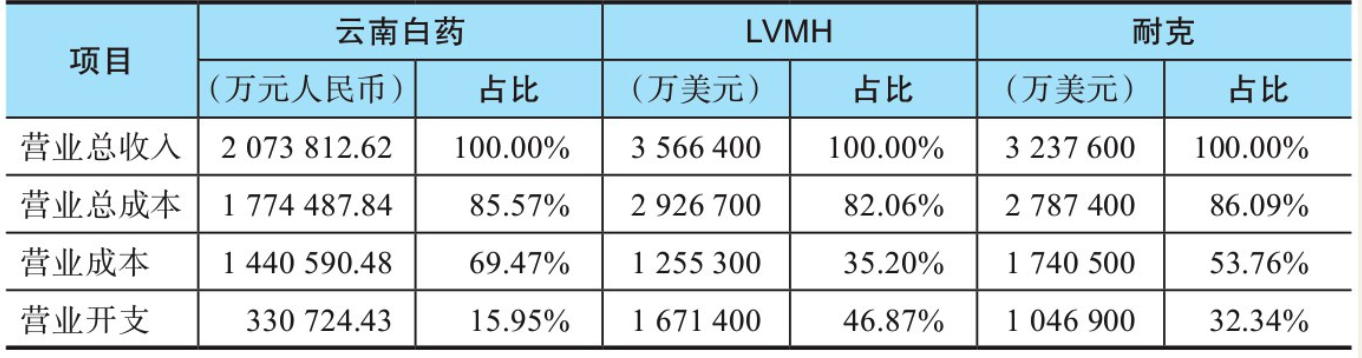 项目 云南白药 LVMH 耐克
（万元人民币） 占比 （万美元） 占比 （万美元） 占比
营业总收入 2 073 812.62 100.00% 3 566 400 100.00% 3 237 600 100.00%
营业总成本 1 774 487.84 85.57% 2 926 700 82.06% 2 787 400 86.09%
营业成本 1 440 590.48 69.47% 1 255 300 35.20% 1 740 500 53.76%
营业开支 330 724.43 15.95% 1 671 400 46.87% 1 046 900 32.34%